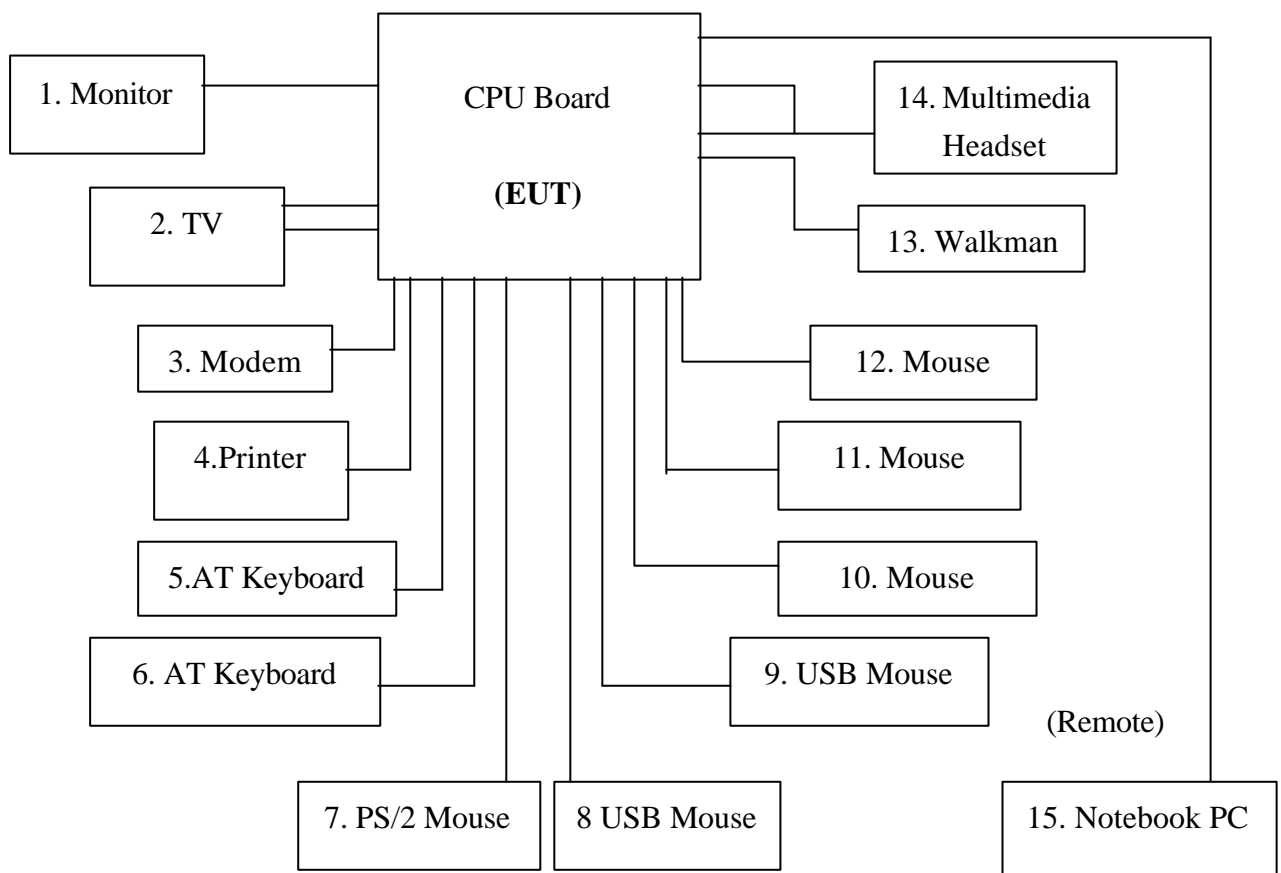 1. Monitor
CPU Board
(EUT)
14. Multimedia
Headset
2. TV
13. Walkman
3. Modem
12. Mouse
4.Printer
11. Mouse
5.AT Keyboard
10. Mouse
6. AT Keyboard
9. USB Mouse
(Remote)
7. PS/2 Mouse
8 USB Mouse
15. Notebook PC